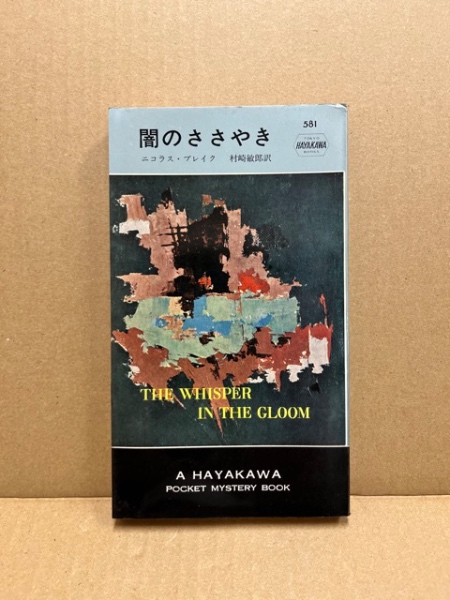 581
闇のささやき
HAYAKAWA
ニコラス・ブレイク 村崎敏郎訳
THE WHISPER
IN THE GLOOM
A HAYAKAWA
POCKET MYSTERY BOOK